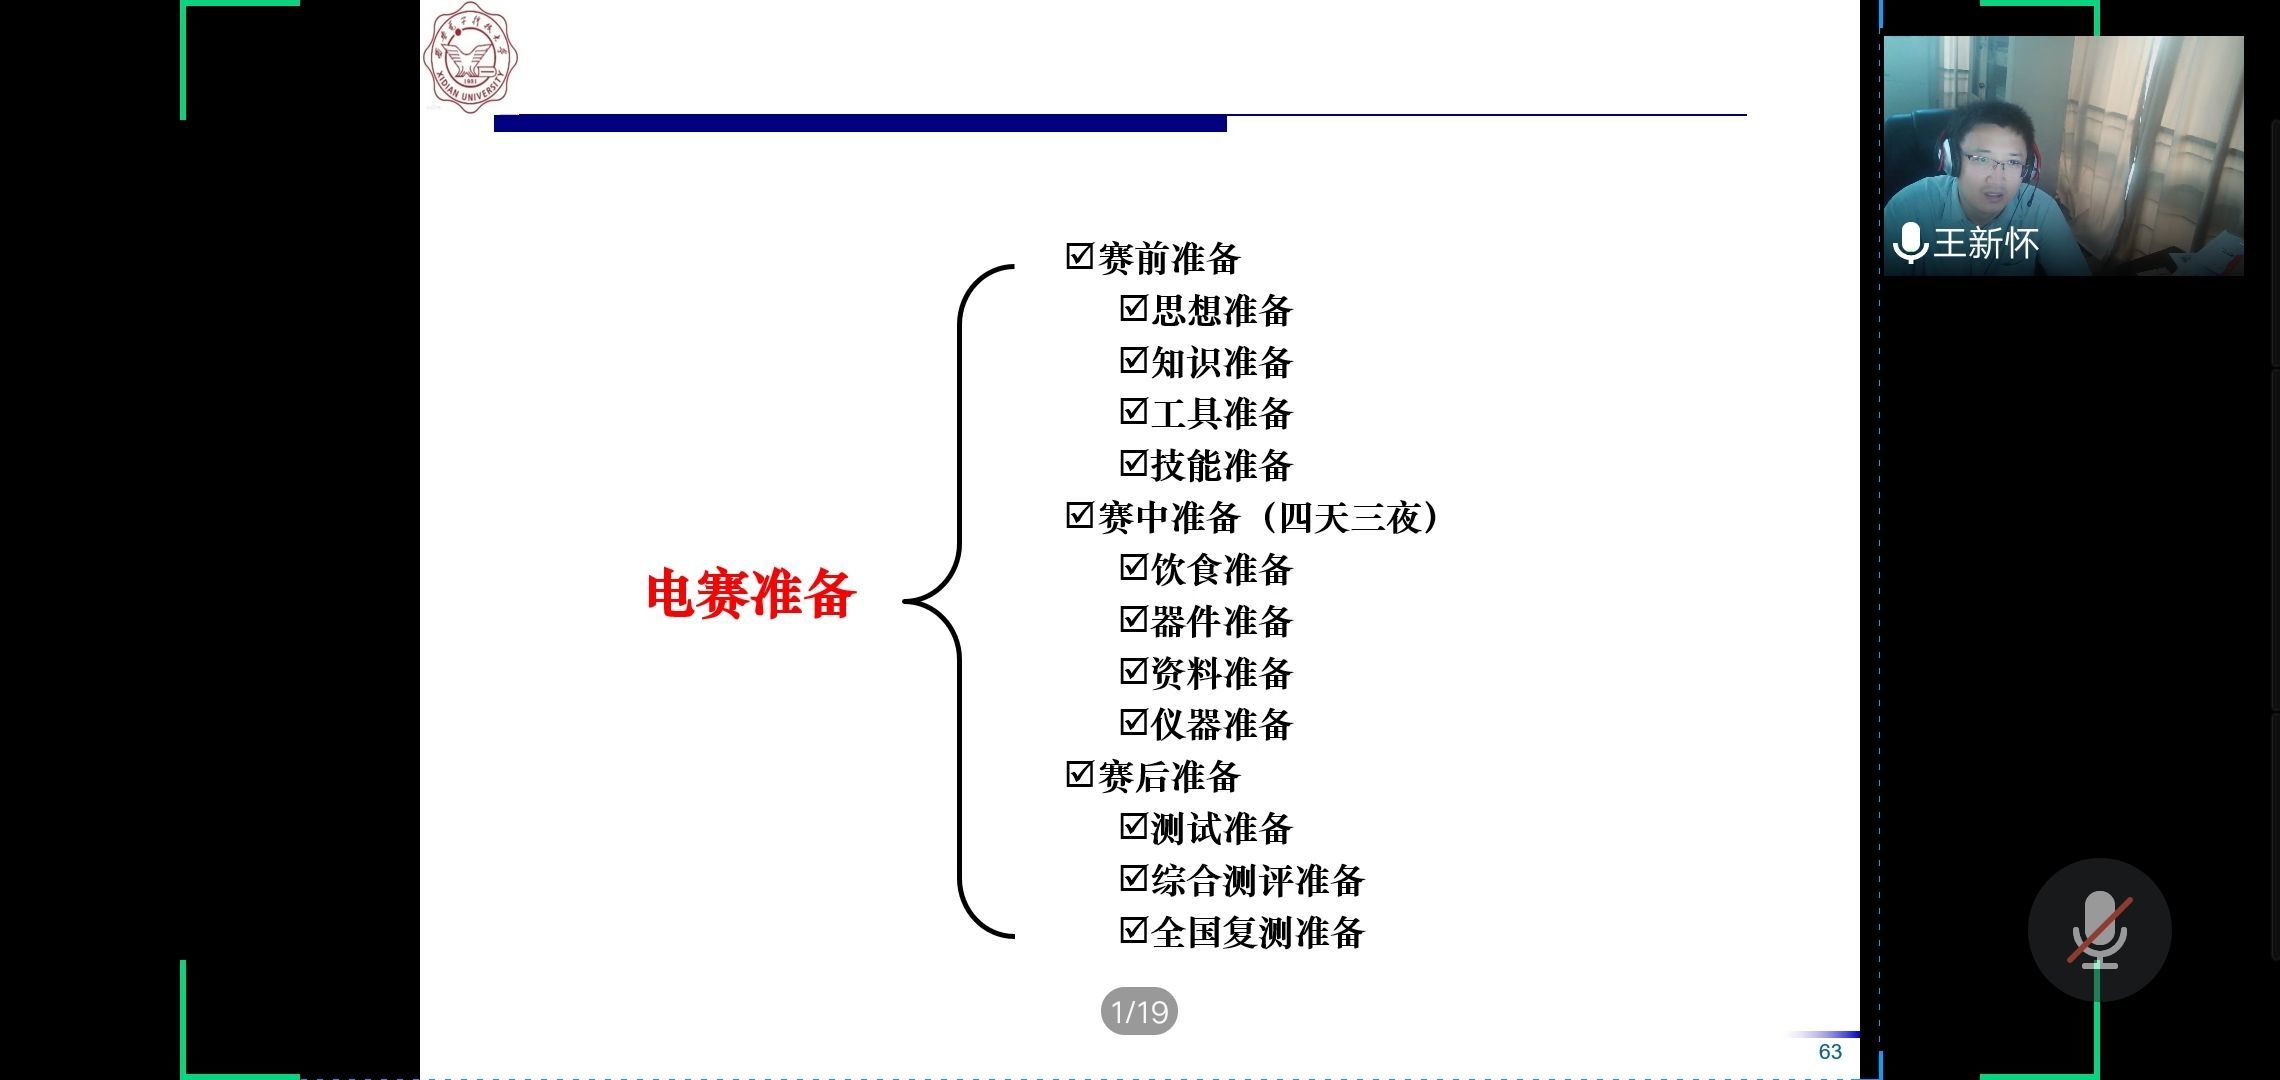 XIDIAN UNIVERSITY
1931
☑赛前准备
☑思想准备
☑知识准备
☑工具准备
☑技能准备
☑赛中准备（四天三夜）
☑饮食准备
☑器件准备
☑资料准备
☑仪器准备
☑赛后准备
☑测试准备
☑综合测评准备
☑全国复测准备
电赛准备
王新怀
1/19
63